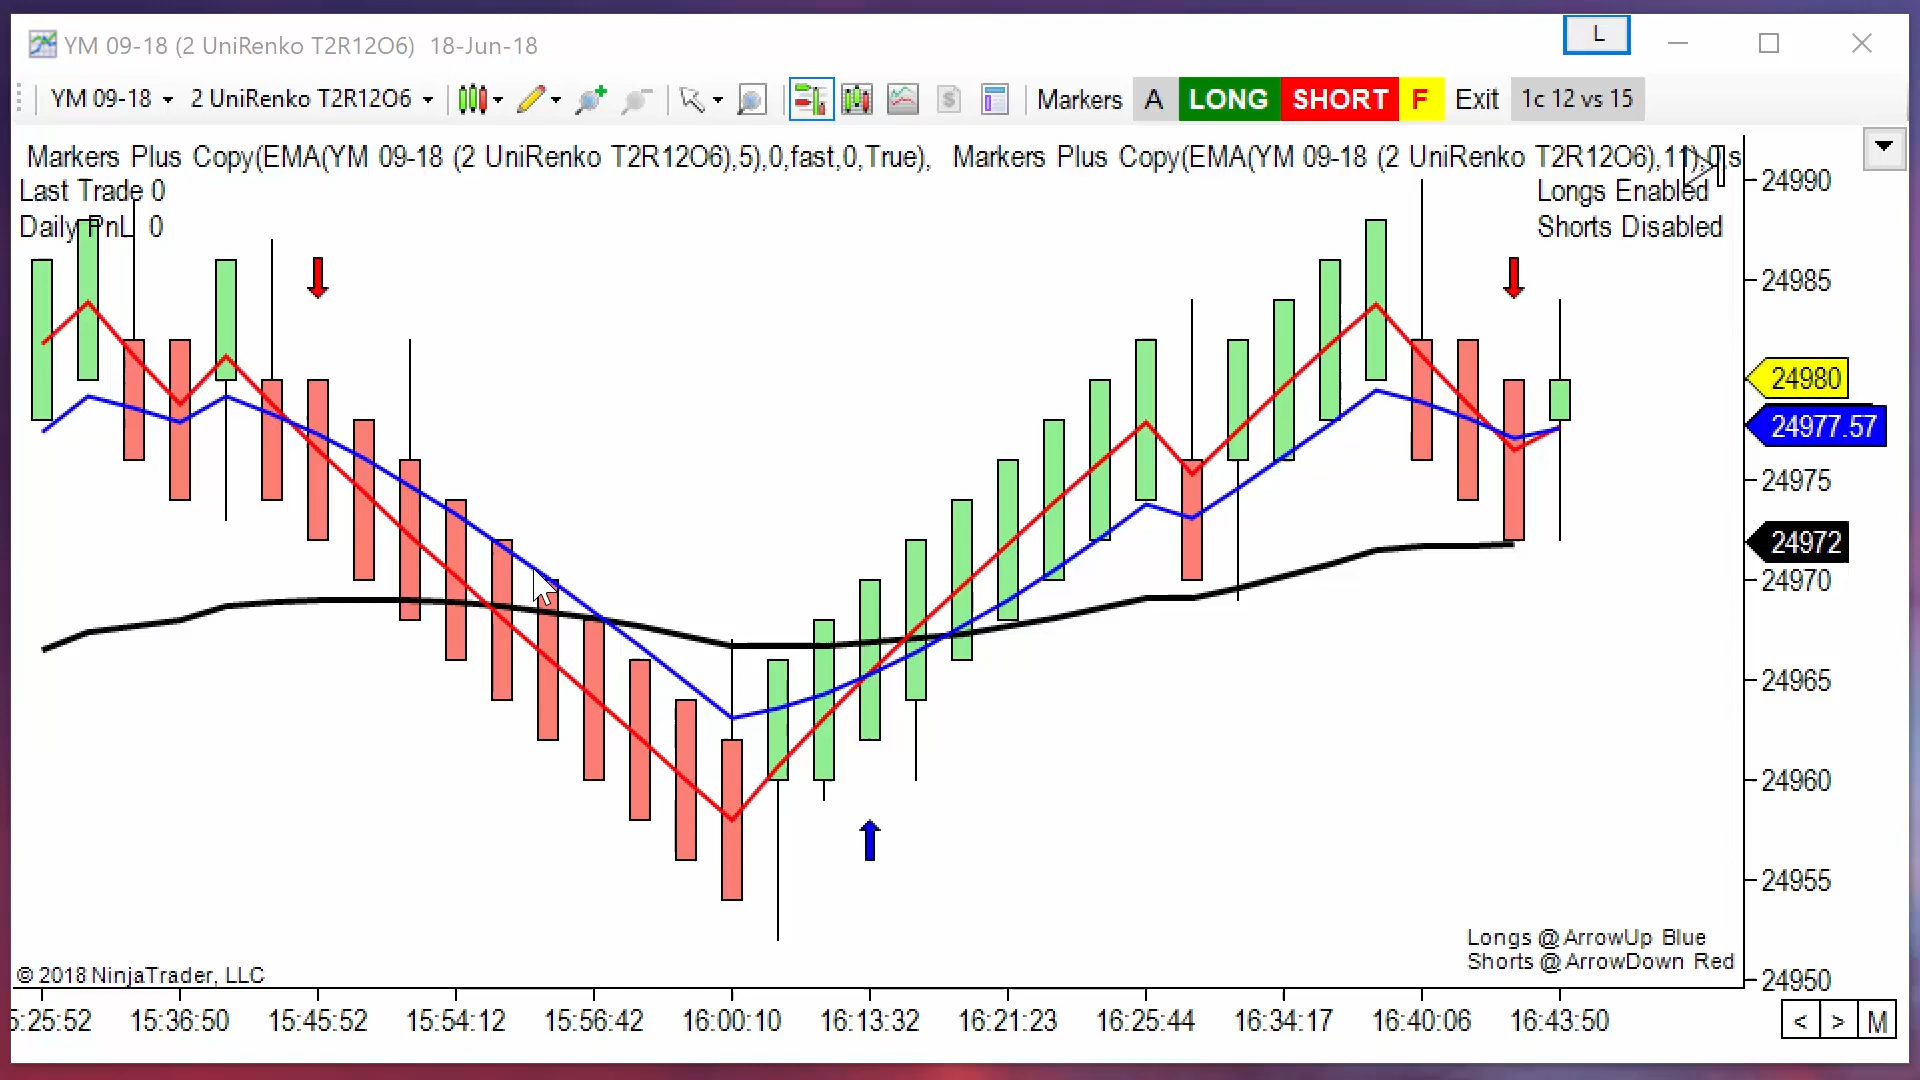 YM 09-18 (2 UniRenko T2R12O6) 18-Jun-18
L
YM 09-18 2 UniRenko T2R12O6 Markers A LONG SHORT F Exit 1c 12 vs 15
Markers Plus Copy(EMA(YM 09-18 (2 UniRenko T2R12O6),5),0,fast,0,True), Markers Plus Copy(EMA(YM 09-18 (2 UniRenko T2R12O6),11),0,s
Last Trade 0
Longs Enabled
Daily PnL 0
Shorts Disabled
24990
24985
24980
24977.57
24975
24972
24970
24965
24960
24955
24950
Longs @ ArrowUp Blue
Shorts @ ArrowDown Red
© 2018 NinjaTrader, LLC
5:25:52 15:36:50 15:45:52 15:54:12 15:56:42 16:00:10 16:13:32 16:21:23 16:25:44 16:34:17 16:40:06 16:43:50
< > M